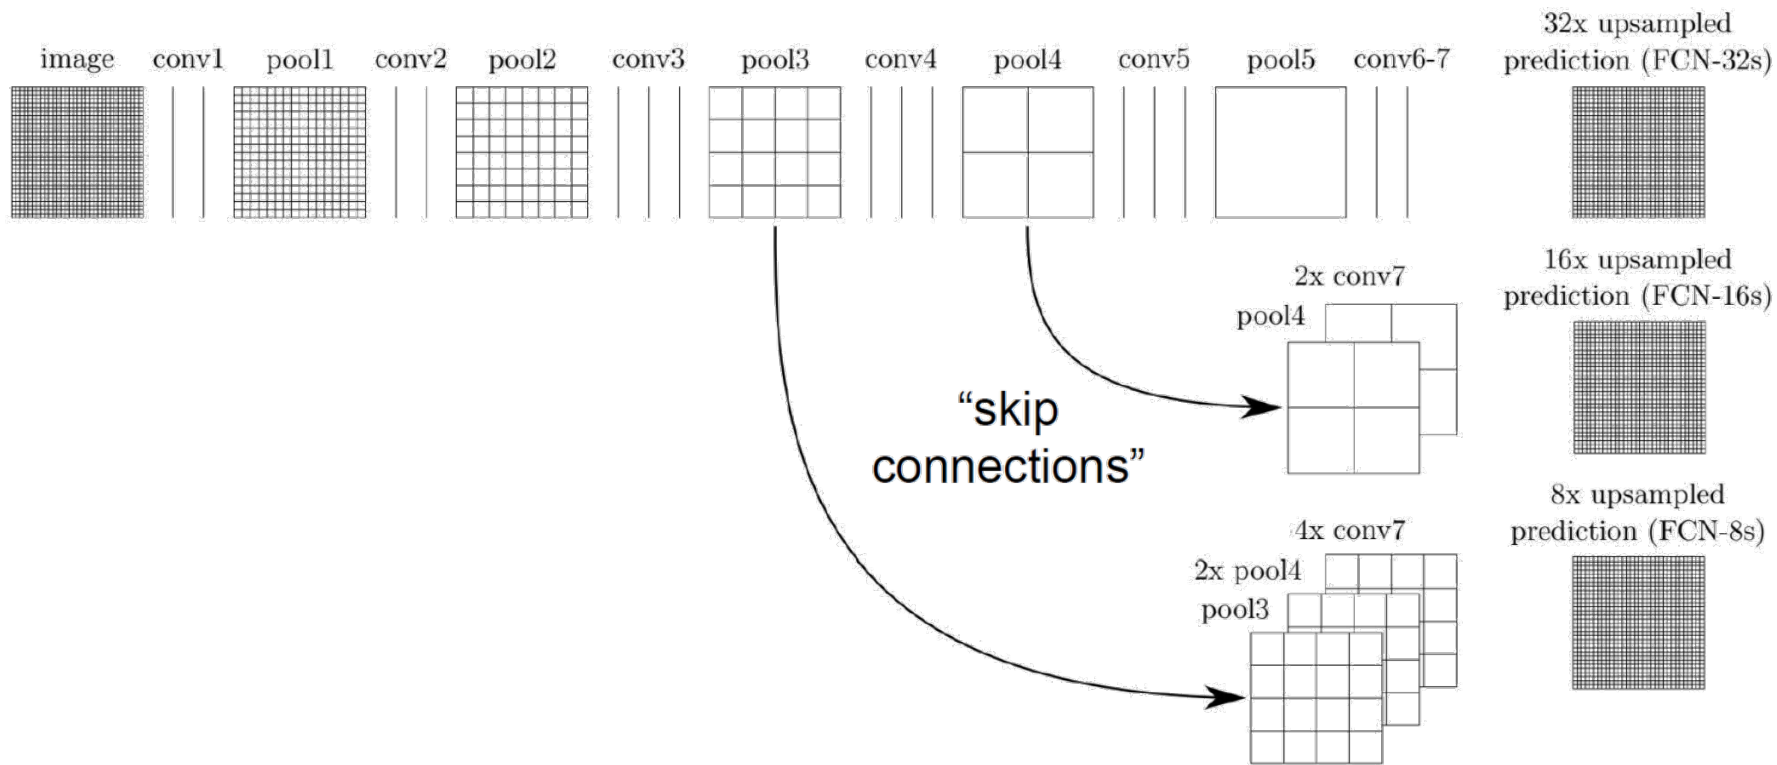 image
conv1
pool1
conv2
pool2
conv3
pool3
conv4
pool4
conv5
pool5
conv6-7
32x upsampled
prediction (FCN-32s)
2x conv7
pool4
16x upsampled
prediction (FCN-16s)
“skip
connections”
4x conv7
2x pool4
pool3
8x upsampled
prediction (FCN-8s)